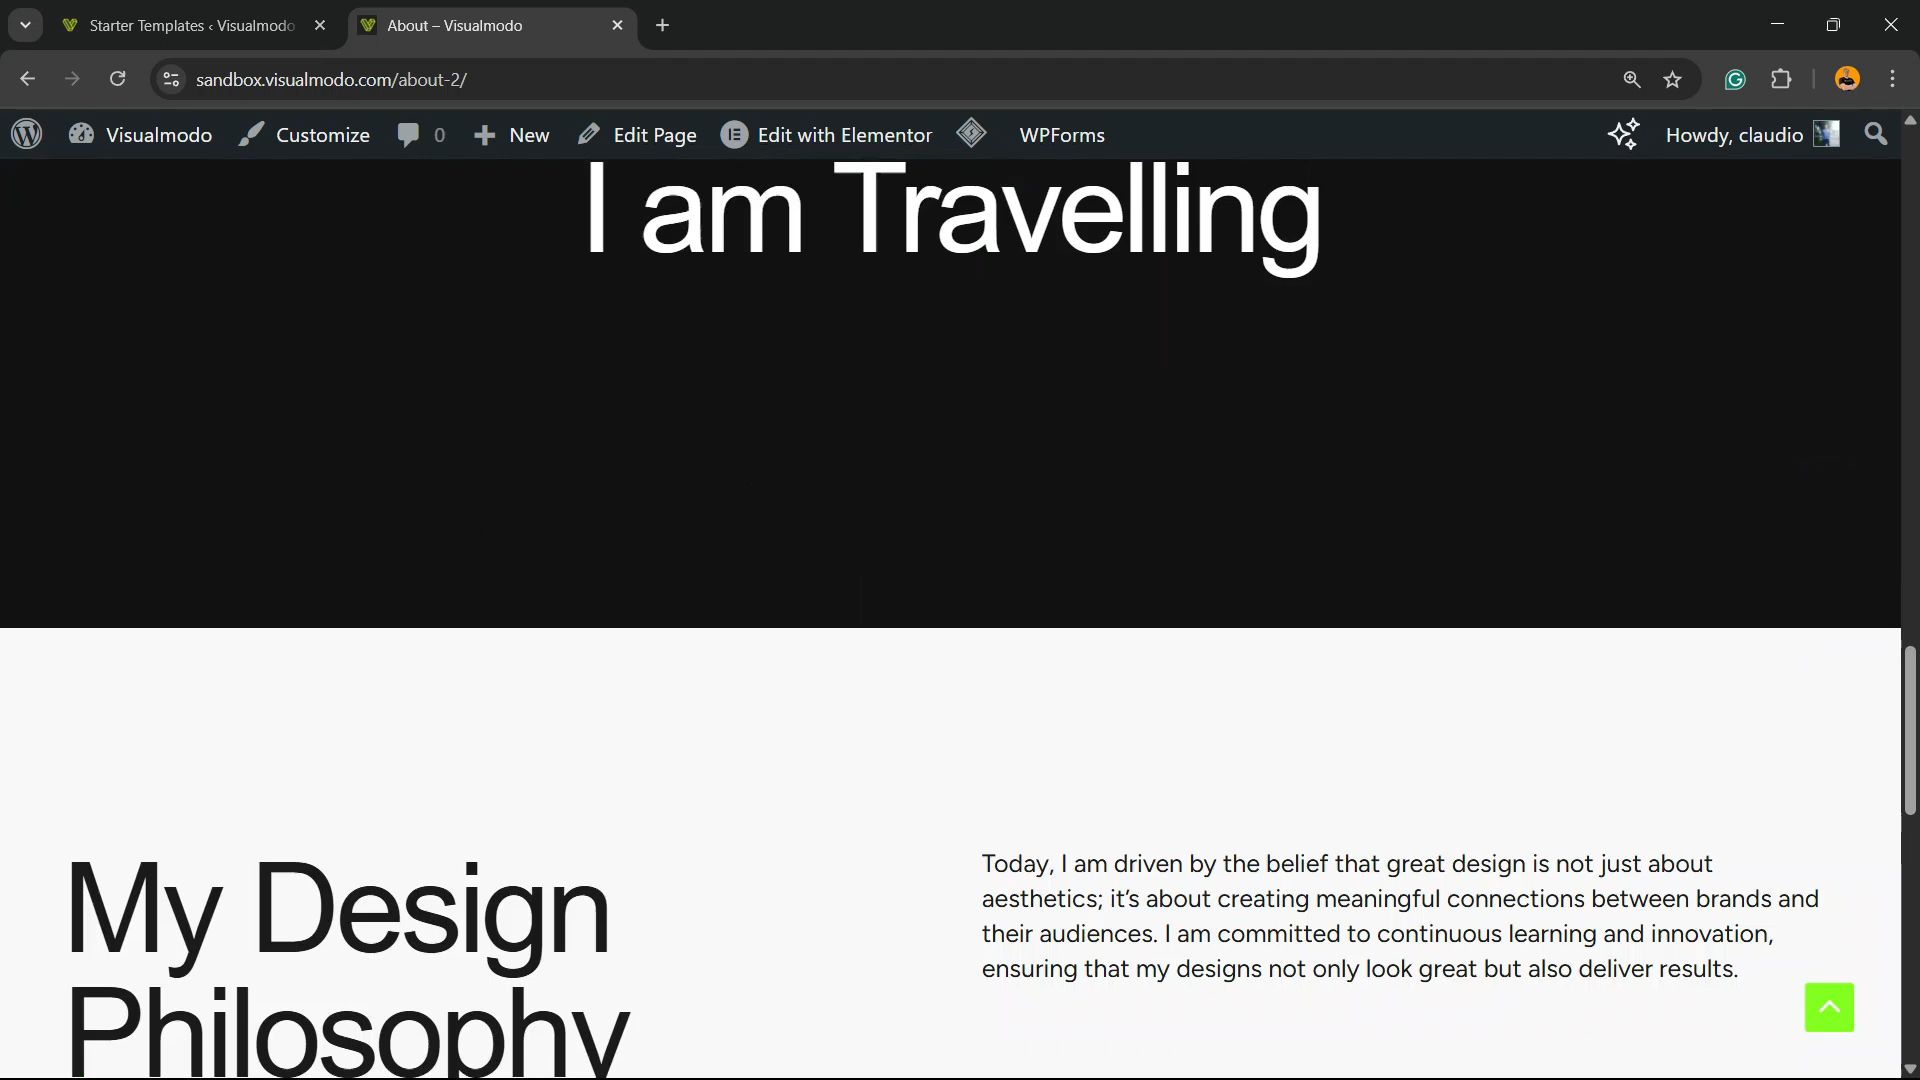 Starter Templates ‹ Visualmodo
About – Visualmodo
sandbox.visualmodo.com/about-2/
Visualmodo
Customize
0
New
Edit Page
Edit with Elementor
WPForms
Howdy, claudio
I am Travelling
My Design
Philosophy
Today, I am driven by the belief that great design is not just about
aesthetics; it’s about creating meaningful connections between brands and
their audiences. I am committed to continuous learning and innovation,
ensuring that my designs not only look great but also deliver results.